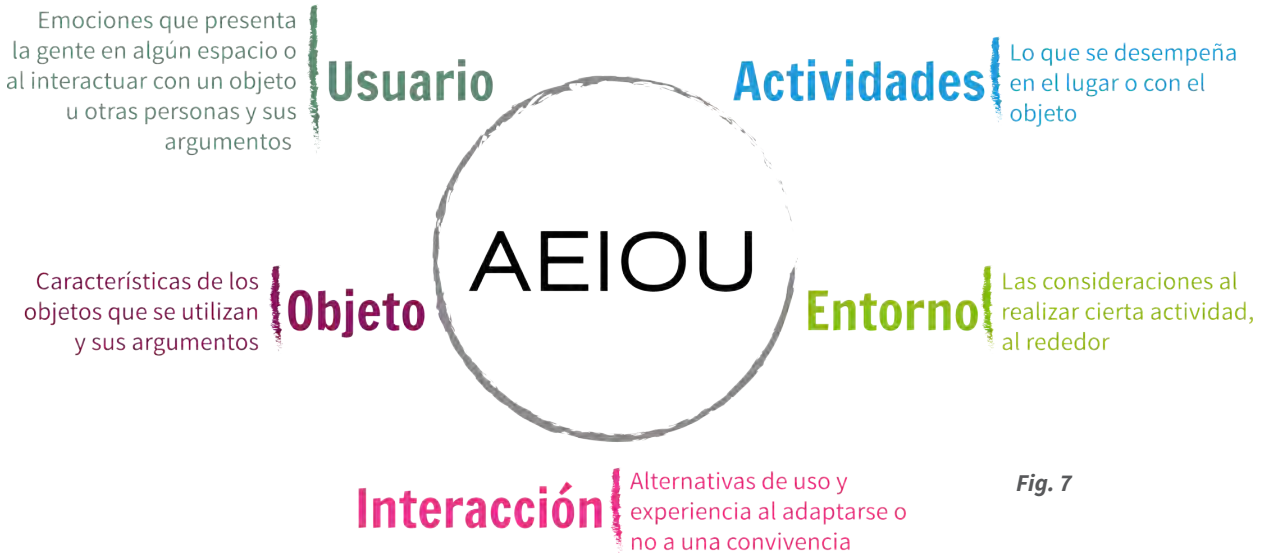 Emociones que presenta
la gente en algún espacio o
al interactuar con un objeto
u otras personas y sus
argumentos
Usuario
Actividades
Lo que se desempeña
en el lugar o con el
objeto
AEIOU
Características de los
objetos que se utilizan
y sus argumentos
Objeto
Entorno
Las consideraciones al
realizar cierta actividad,
al rededor
Interacción
Alternativas de uso y
experiencia al adaptarse o
no a una convivencia
Fig. 7